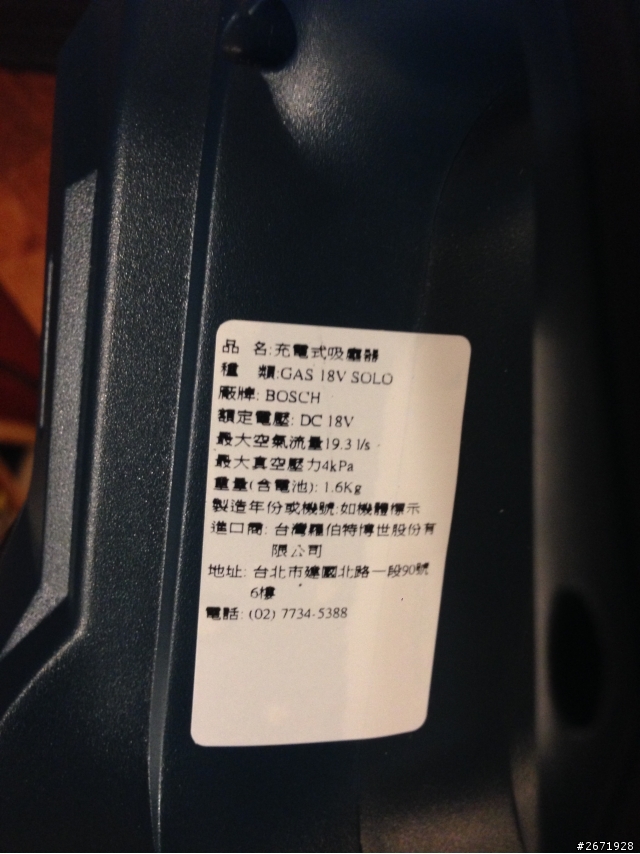 品 名:充電式吸塵器
種 類:GAS 18V SOLO
廠牌: BOSCH
額定電壓: DC 18V
最大空氣流量19.3 l/s
最大真空壓力4kPa
重量(含電池): 1.6Kg
製造年份或機號:如機體標示
進口商: 台灣羅伯特博世股份有
限公司
地址: 台北市建國北路一段90號
6樓
電話: (02) 7734-5388
#2671928